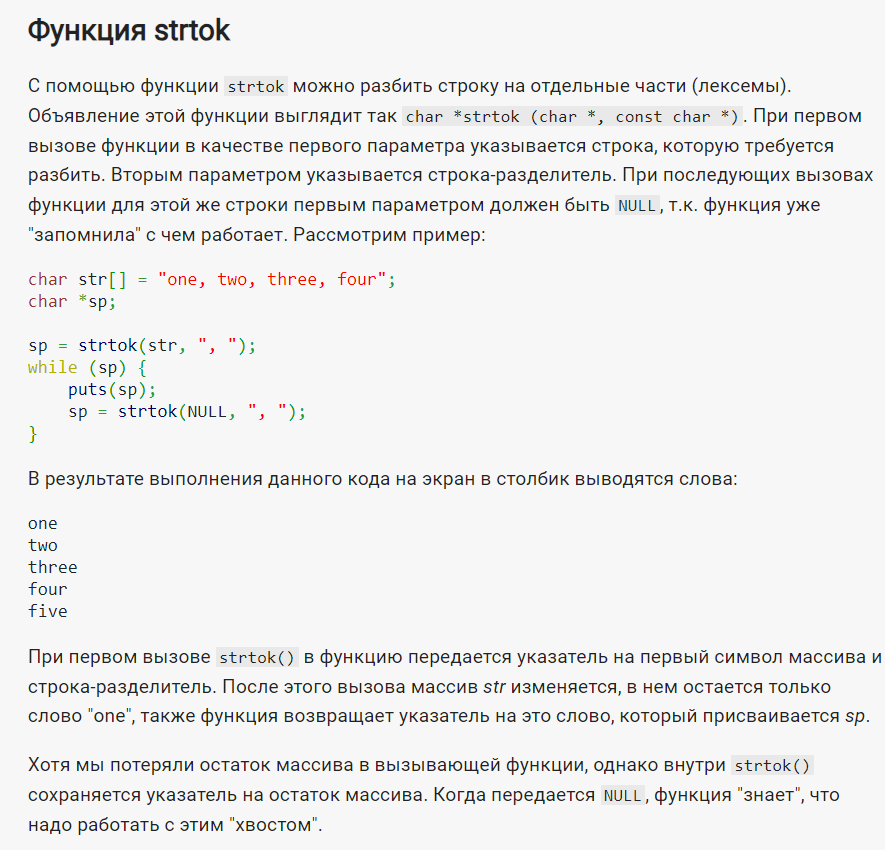 Функция strtok
С помощью функции strtok можно разбить строку на отдельные части (лексемы).
Объявление этой функции выглядит так char *strtok (char *, const char *). При первом
вызове функции в качестве первого параметра указывается строка, которую требуется
разбить. Вторым параметром указывается строка-разделитель. При последующих вызовах
функции для этой же строки первым параметром должен быть NULL, т.к. функция уже
"запомнила" с чем работает. Рассмотрим пример:
char str[] = "one, two, three, four";
char *sp;
sp = strtok(str, ", ");
while (sp) {
    puts(sp);
    sp = strtok(NULL, ", ");
}
В результате выполнения данного кода на экран в столбик выводятся слова:
one
two
three
four
five
При первом вызове strtok() в функцию передается указатель на первый символ массива и
строка-разделитель. После этого вызова массив str изменяется, в нем остается только
слово "one", также функция возвращает указатель на это слово, который присваивается sp.
Хотя мы потеряли остаток массива в вызывающей функции, однако внутри strtok()
сохраняется указатель на остаток массива. Когда передается NULL, функция "знает", что
надо работать с этим "хвостом".